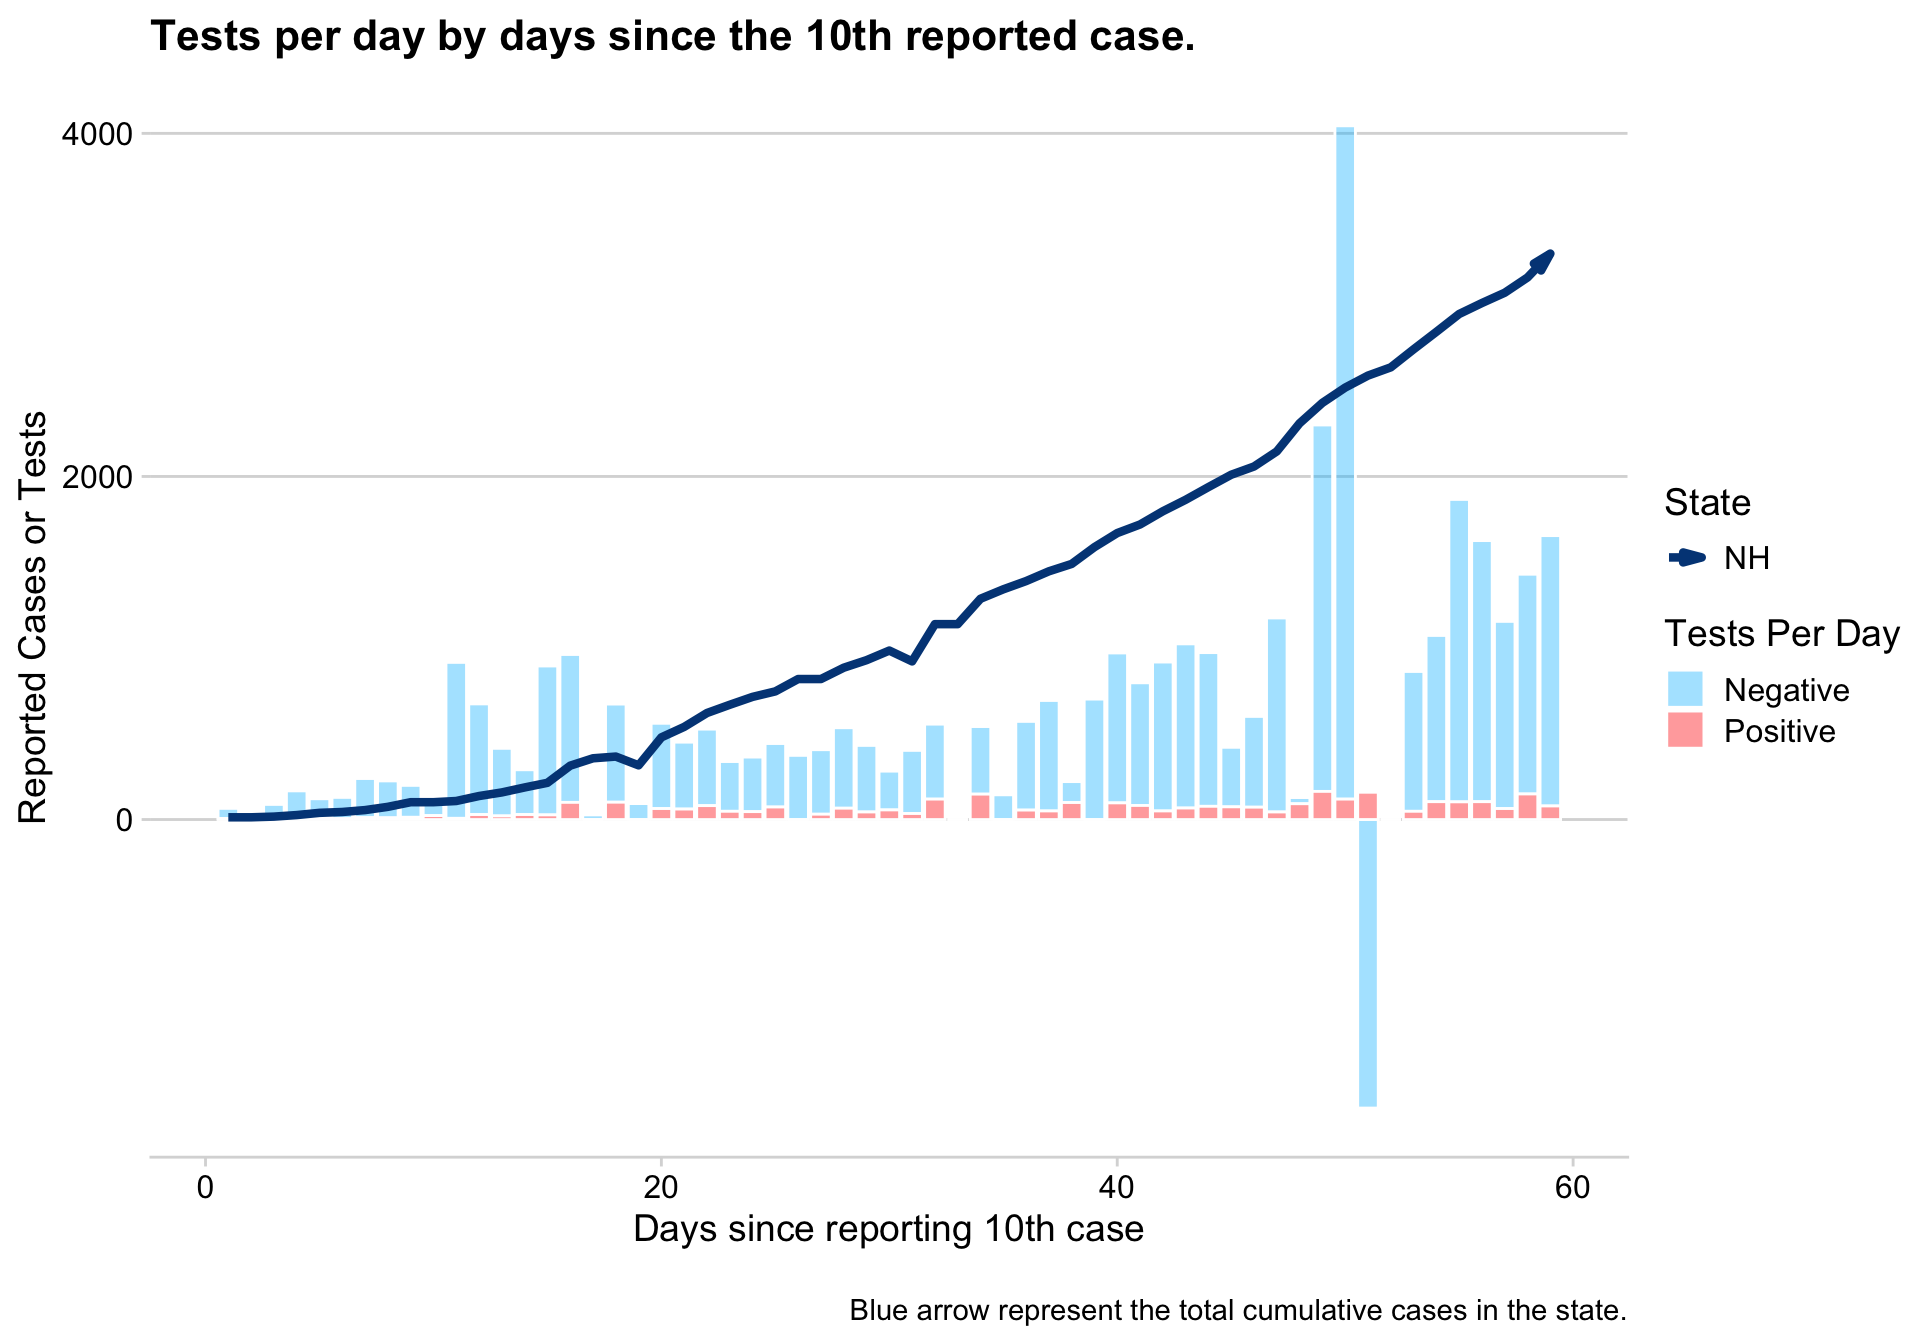 Tests per day by days since the 10th reported case.
4000
2000
0
Reported Cases or Tests
0 20 40 60
Days since reporting 10th case
State
NH
Tests Per Day
Negative
Positive
Blue arrow represent the total cumulative cases in the state.